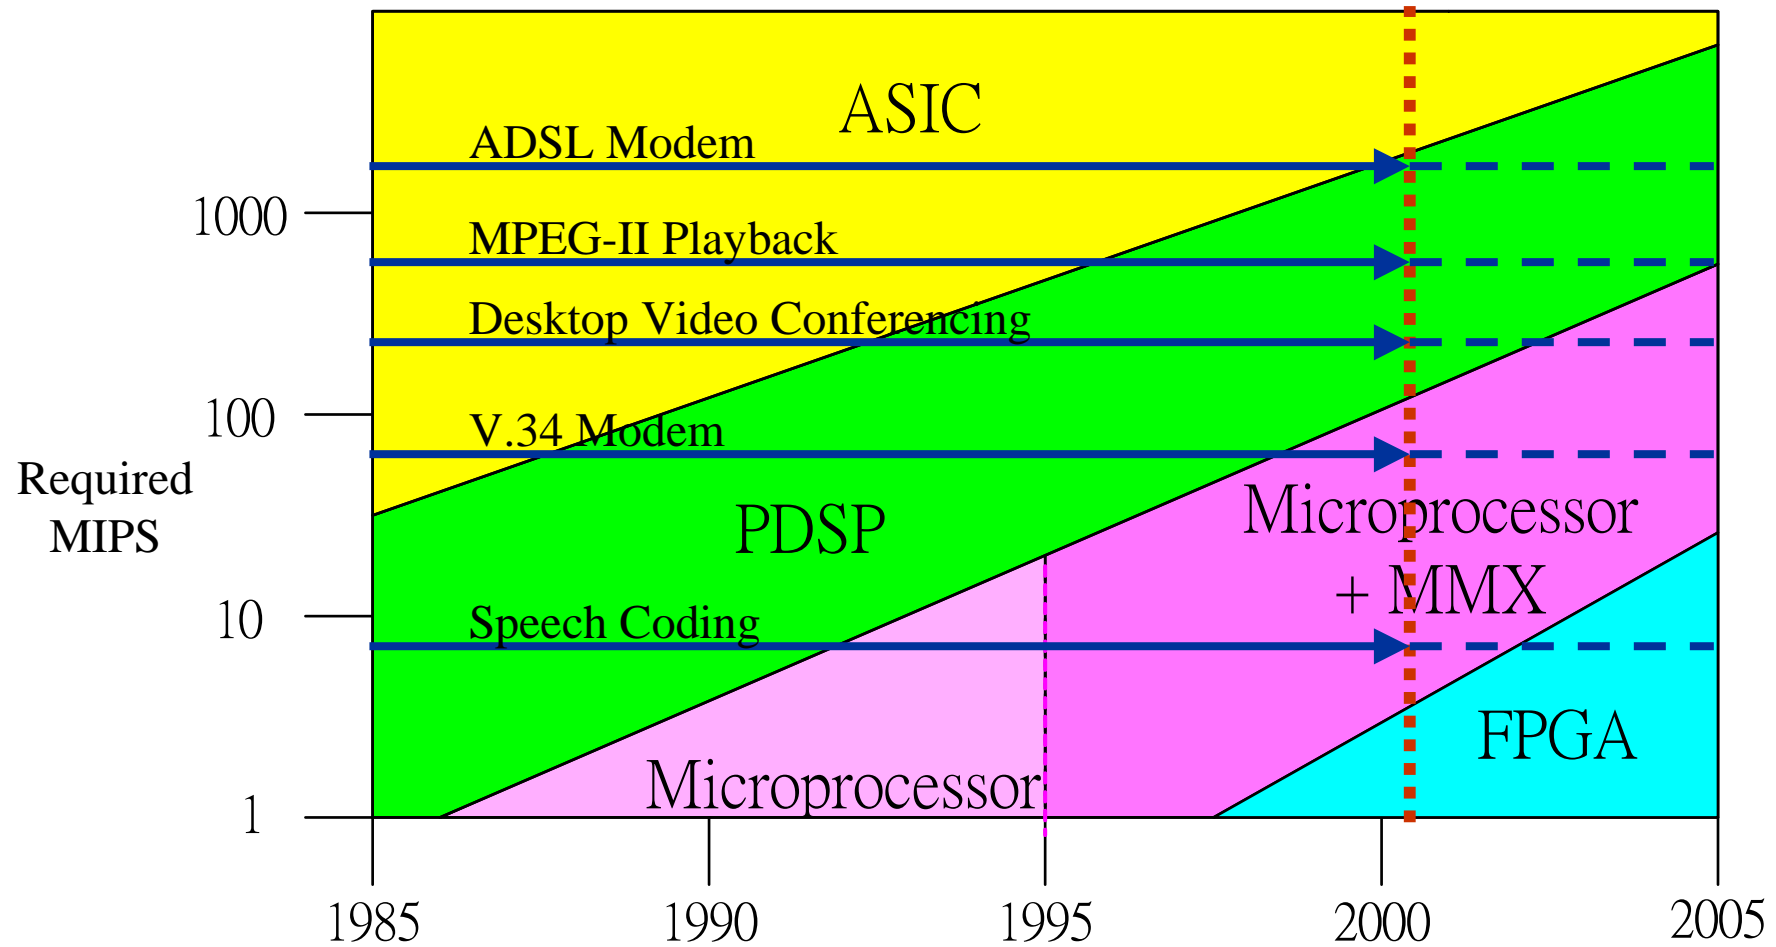 ASIC
ADSL Modem
1000
MPEG-II Playback
Desktop Video Conferencing
100
V.34 Modem
Required
MIPS
PDSP
Microprocessor
+ MMX
10
Speech Coding
FPGA
Microprocessor
1
1985
1990
1995
2000
2005